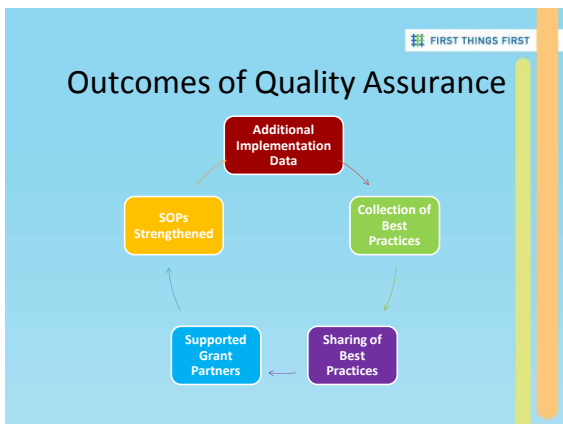 FIRST THINGS FIRST
Outcomes of Quality Assurance
Additional
Implementation
Data
Collection of
Best
Practices
Sharing of
Best
Practices
Supported
Grant
Partners
SOPs
Strengthened